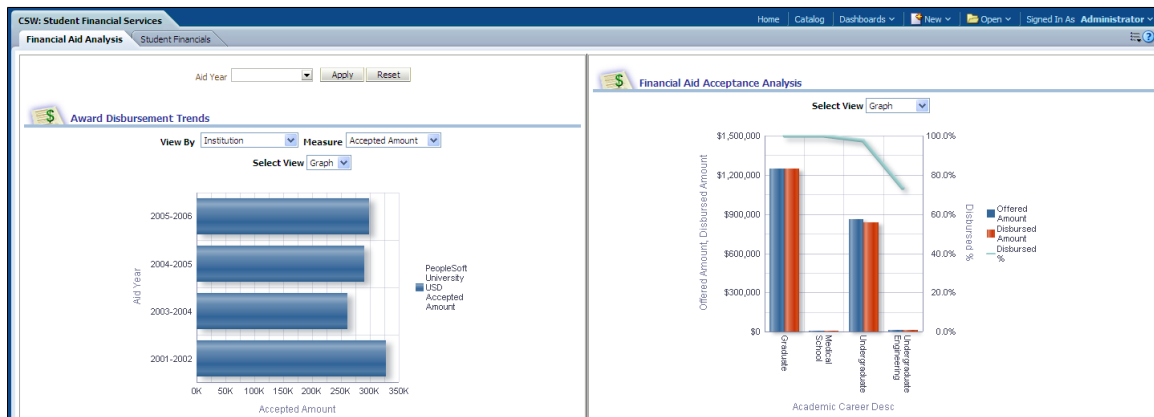 CSW: Student Financial Services
Home Catalog Dashboards New Open Signed In As Administrator
Financial Aid Analysis Student Financials
Aid Year Apply Reset
Award Disbursement Trends
View By Institution Measure Accepted Amount
Select View Graph
2005-2006
2004-2005
2003-2004
2001-2002
Aid Year
0K 50K 100K 150K 200K 250K 300K 350K
Accepted Amount
PeopleSoft
University
USD
Accepted
Amount
Financial Aid Acceptance Analysis
Select View Graph
Offered Amount, Disbursed Amount
$1,500,000
$1,200,000
$900,000
$600,000
$300,000
$0
100.0%
80.0%
60.0%
40.0%
20.0%
0.0%
Disbursed %
Graduate
Medical
School
Undergraduate
Undergraduate
Engineering
Academic Career Desc
Offered
Amount
Disbursed
Amount
Disbursed
%